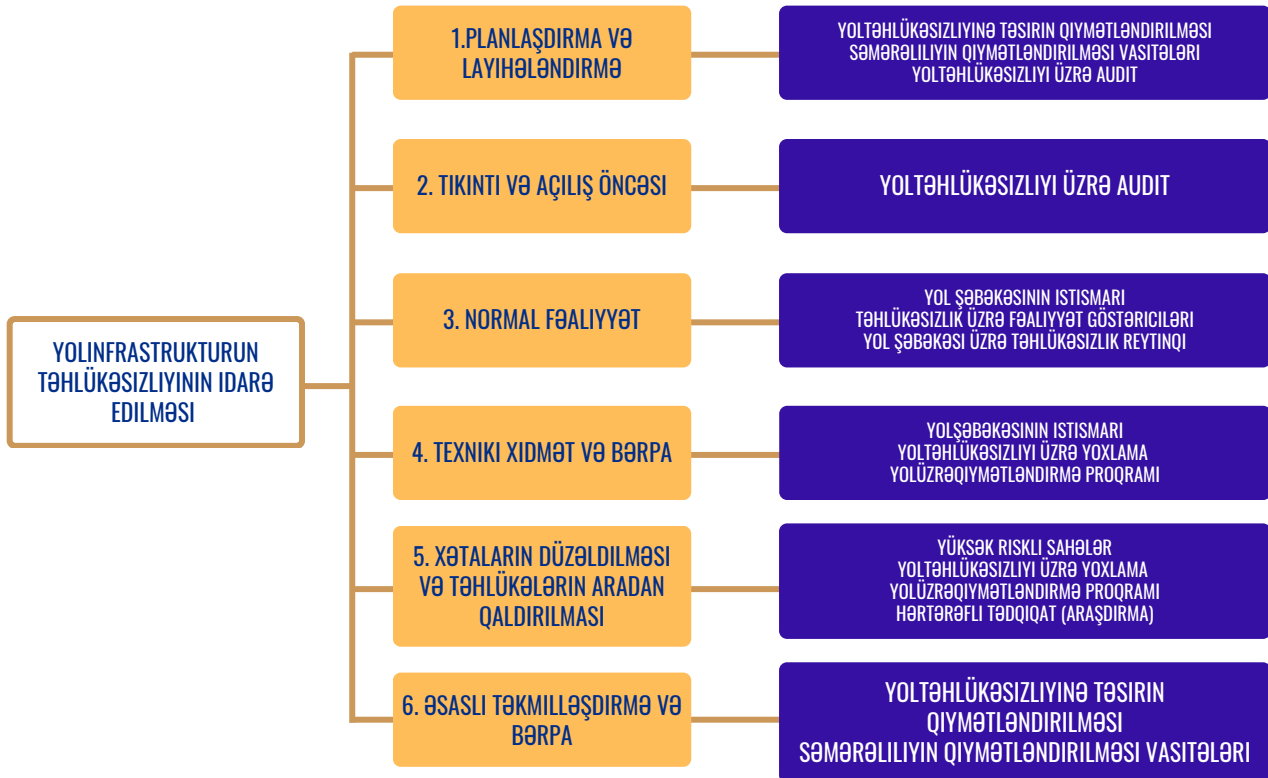 1.PLANLAŞDIRMA VƏ
LAYIHƏLƏNDIRMƏ
YOLTƏHLÜKƏSIZLIYINƏ TƏSIRIN QIYMƏTLƏNDIRILMƏSI
SƏMƏRƏLILIYIN QIYMƏTLƏNDIRILMƏSI VASITƏLƏRI
YOLTƏHLÜKƏSIZLIYI ÜZRƏ AUDIT
2. TIKINTI VƏ AÇILIŞ ÖNCƏSI
YOLTƏHLÜKƏSIZLIYI ÜZRƏ AUDIT
3. NORMAL FƏALIYYƏT
YOL ŞƏBƏKƏSININ ISTISMARI
TƏHLÜKƏSIZLIK ÜZRƏ FƏALIYYƏT GÖSTƏRICILƏRI
YOL ŞƏBƏKƏSI ÜZRƏ TƏHLÜKƏSIZLIK REYTINQI
YOLINFRASTRUKTURUN
TƏHLÜKƏSIZLIYININ IDARƏ
EDILMƏSI
4. TEXNIKI XIDMƏT VƏ BƏRPA
YOLŞƏBƏKƏSININ ISTISMARI
YOLTƏHLÜKƏSIZLIYI ÜZRƏ YOXLAMA
YOLÜZRƏQIYMƏTLƏNDIRMƏ PROQRAMI
5. XƏTALARIN DÜZƏLDILMƏSI
VƏ TƏHLÜKƏLƏRIN ARADAN
QALDIRILMASI
YÜKSƏK RISKLI SAHƏLƏR
YOLTƏHLÜKƏSIZLIYI ÜZRƏ YOXLAMA
YOLÜZRƏQIYMƏTLƏNDIRMƏ PROQRAMI
HƏRTƏRƏFLI TƏDQIQAT (ARAŞDIRMA)
6. ƏSASLI TƏKMILLƏŞDIRMƏ VƏ
BƏRPA
YOLTƏHLÜKƏSIZLIYINƏ TƏSIRIN
QIYMƏTLƏNDIRILMƏSI
SƏMƏRƏLILIYIN QIYMƏTLƏNDIRILMƏSI VASITƏLƏRI